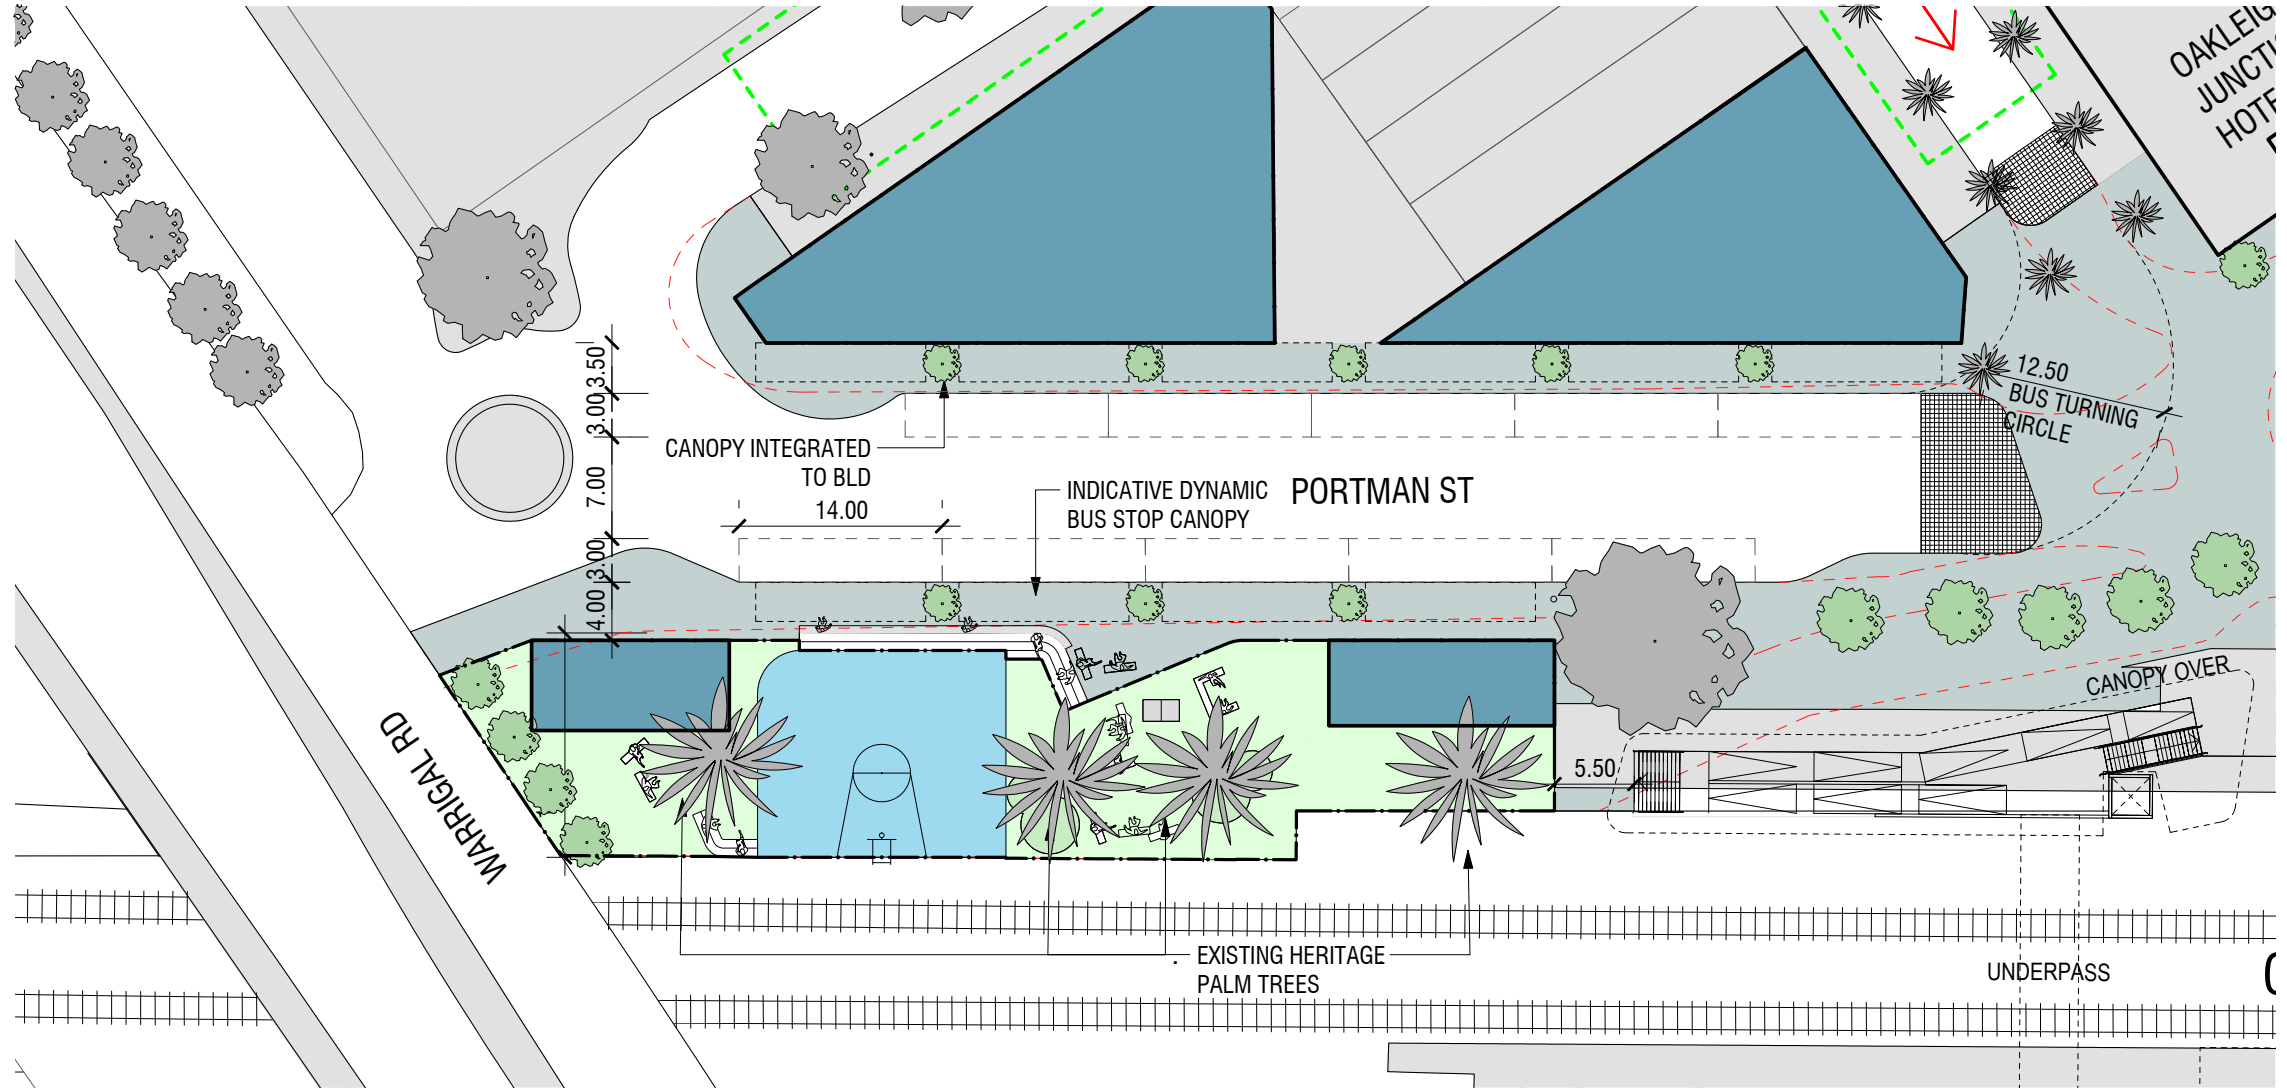 OAKLEIG
JUNCTI
HOTE
3.50
3.00
7.00
3.00
4.00
12.50
BUS TURNING
CIRCLE
CANOPY INTEGRATED
TO BLD
14.00
INDICATIVE DYNAMIC
BUS STOP CANOPY
PORTMAN ST
CANOPY OVER
WARRIGAL RD
5.50
EXISTING HERITAGE
PALM TREES
UNDERPASS